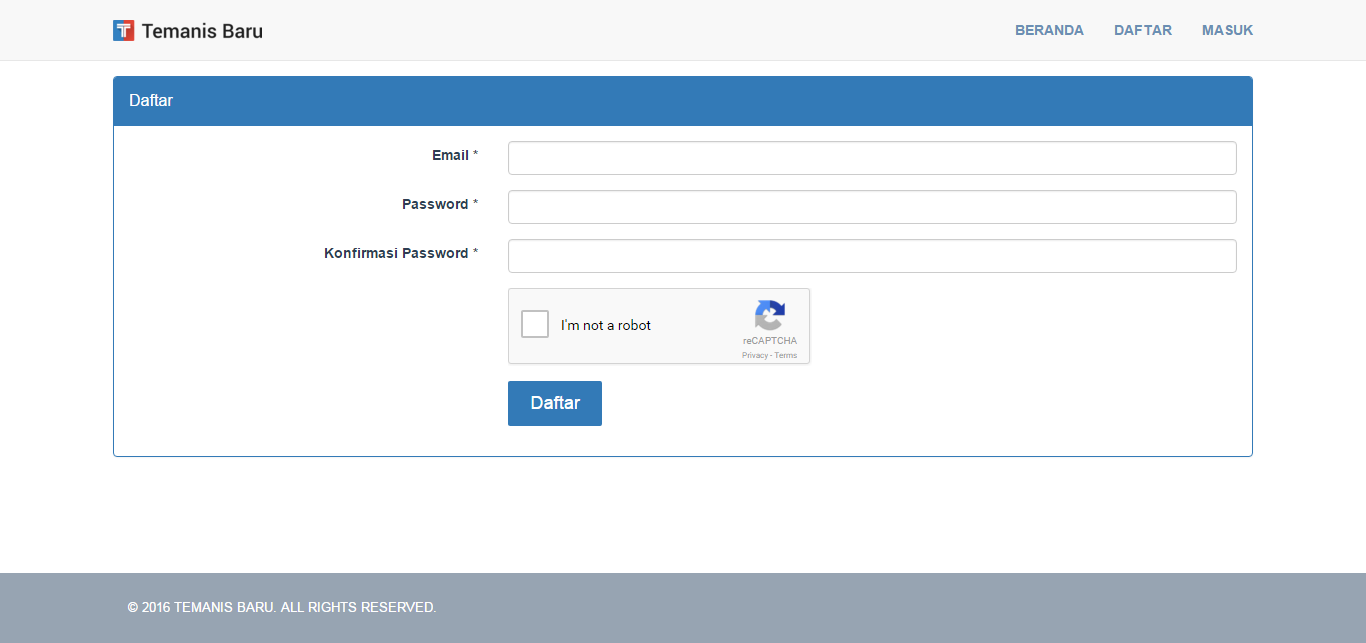 Temanis Baru
BERANDA DAFTAR MASUK
Daftar
Email *
Password *
Konfirmasi Password *
I'm not a robot
reCAPTCHA
Privacy - Terms
Daftar
© 2016 TEMANIS BARU. ALL RIGHTS RESERVED.